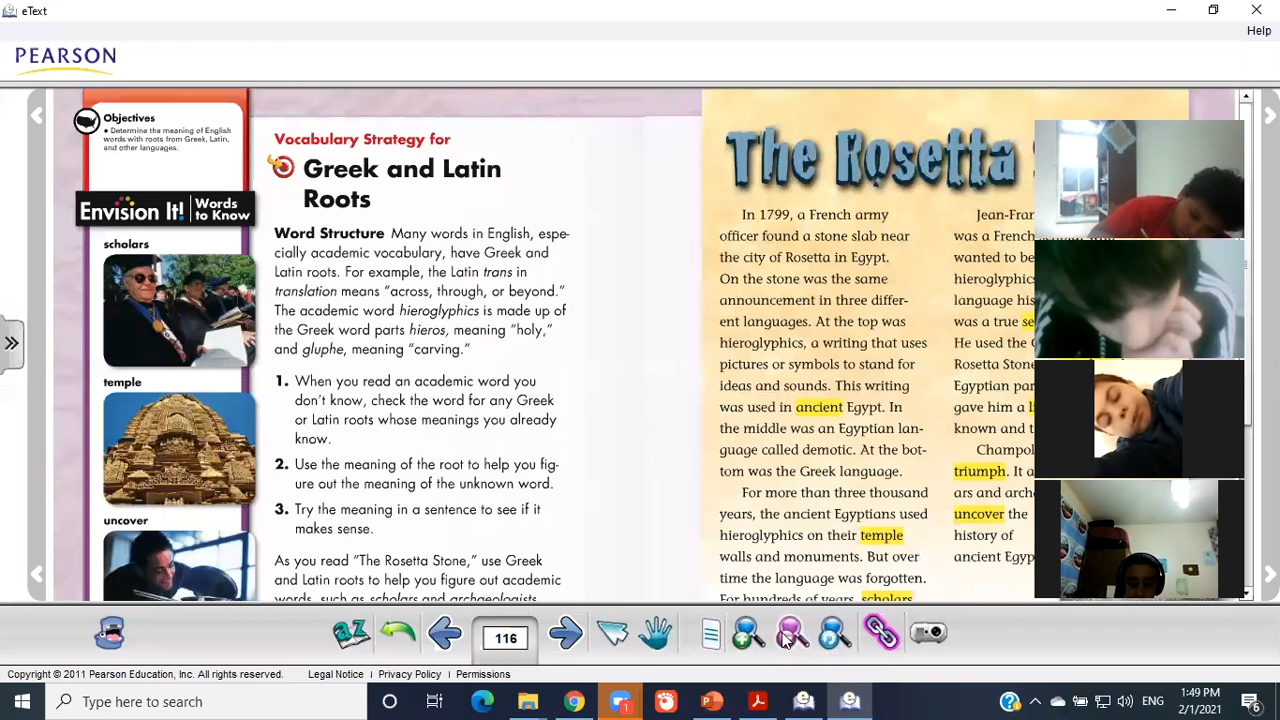 eText
Help
PEARSON
Objectives
• Determine the meaning of English
words with roots from Greek, Latin,
and other languages.
Envision It! Words
to Know
scholars
temple
uncover
Vocabulary Strategy for
Greek and Latin
Roots
Word Structure Many words in English, espe-
cially academic vocabulary, have Greek and
Latin roots. For example, the Latin trans in
translation means “across, through, or beyond.”
The academic word hieroglyphics is made up of
the Greek word parts hieros, meaning “holy,”
and gluphe, meaning “carving.”
1. When you read an academic word you
don’t know, check the word for any Greek
or Latin roots whose meanings you already
know.
2. Use the meaning of the root to help you fig-
ure out the meaning of the unknown word.
3. Try the meaning in a sentence to see if it
makes sense.
As you read “The Rosetta Stone,” use Greek
and Latin roots to help you figure out academic
words, such as scholars and archaeologists
The Rosetta
In 1799, a French army
officer found a stone slab near
the city of Rosetta in Egypt.
On the stone was the same
announcement in three differ-
ent languages. At the top was
hieroglyphics, a writing that uses
pictures or symbols to stand for
ideas and sounds. This writing
was used in ancient Egypt. In
the middle was an Egyptian lan-
guage called demotic. At the bot-
tom was the Greek language.
For more than three thousand
years, the ancient Egyptians used
hieroglyphics on their temple
walls and monuments. But over
time the language was forgotten.
For hundreds of years, scholars
Jean-Fran
was a French
wanted to be
hieroglyphics
language his
was a true
He used the
Rosetta Stone
Egyptian par
gave him a
known and t
Champol
triumph. It a
ars and arch
uncover the
history of
ancient Egyp
116
Copyright © 2011 Pearson Education, Inc. All rights reserved. Legal Notice | Privacy Policy | Permissions
Type here to search
ENG
1:49 PM
2/1/2021
6